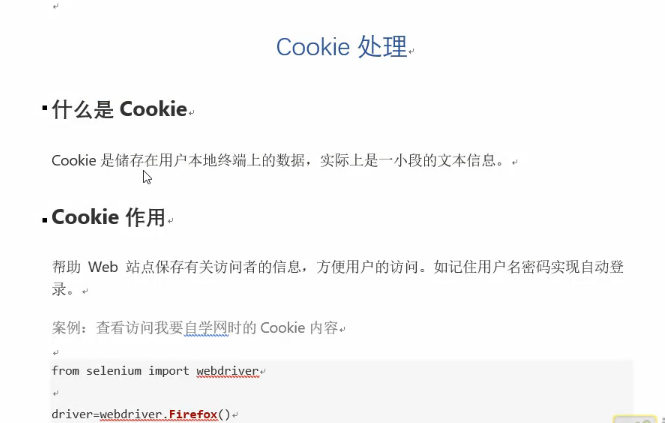 Cookie 处理
什么是 Cookie
Cookie 是储存在用户本地终端上的数据，实际上是一小段的文本信息。
Cookie 作用
帮助 Web 站点保存有关访问者的信息，方便用户的访问。如记住用户名密码实现自动登
录。
案例：查看访问我要自学网时的 Cookie 内容
from selenium import webdriver
driver=webdriver.Firefox()